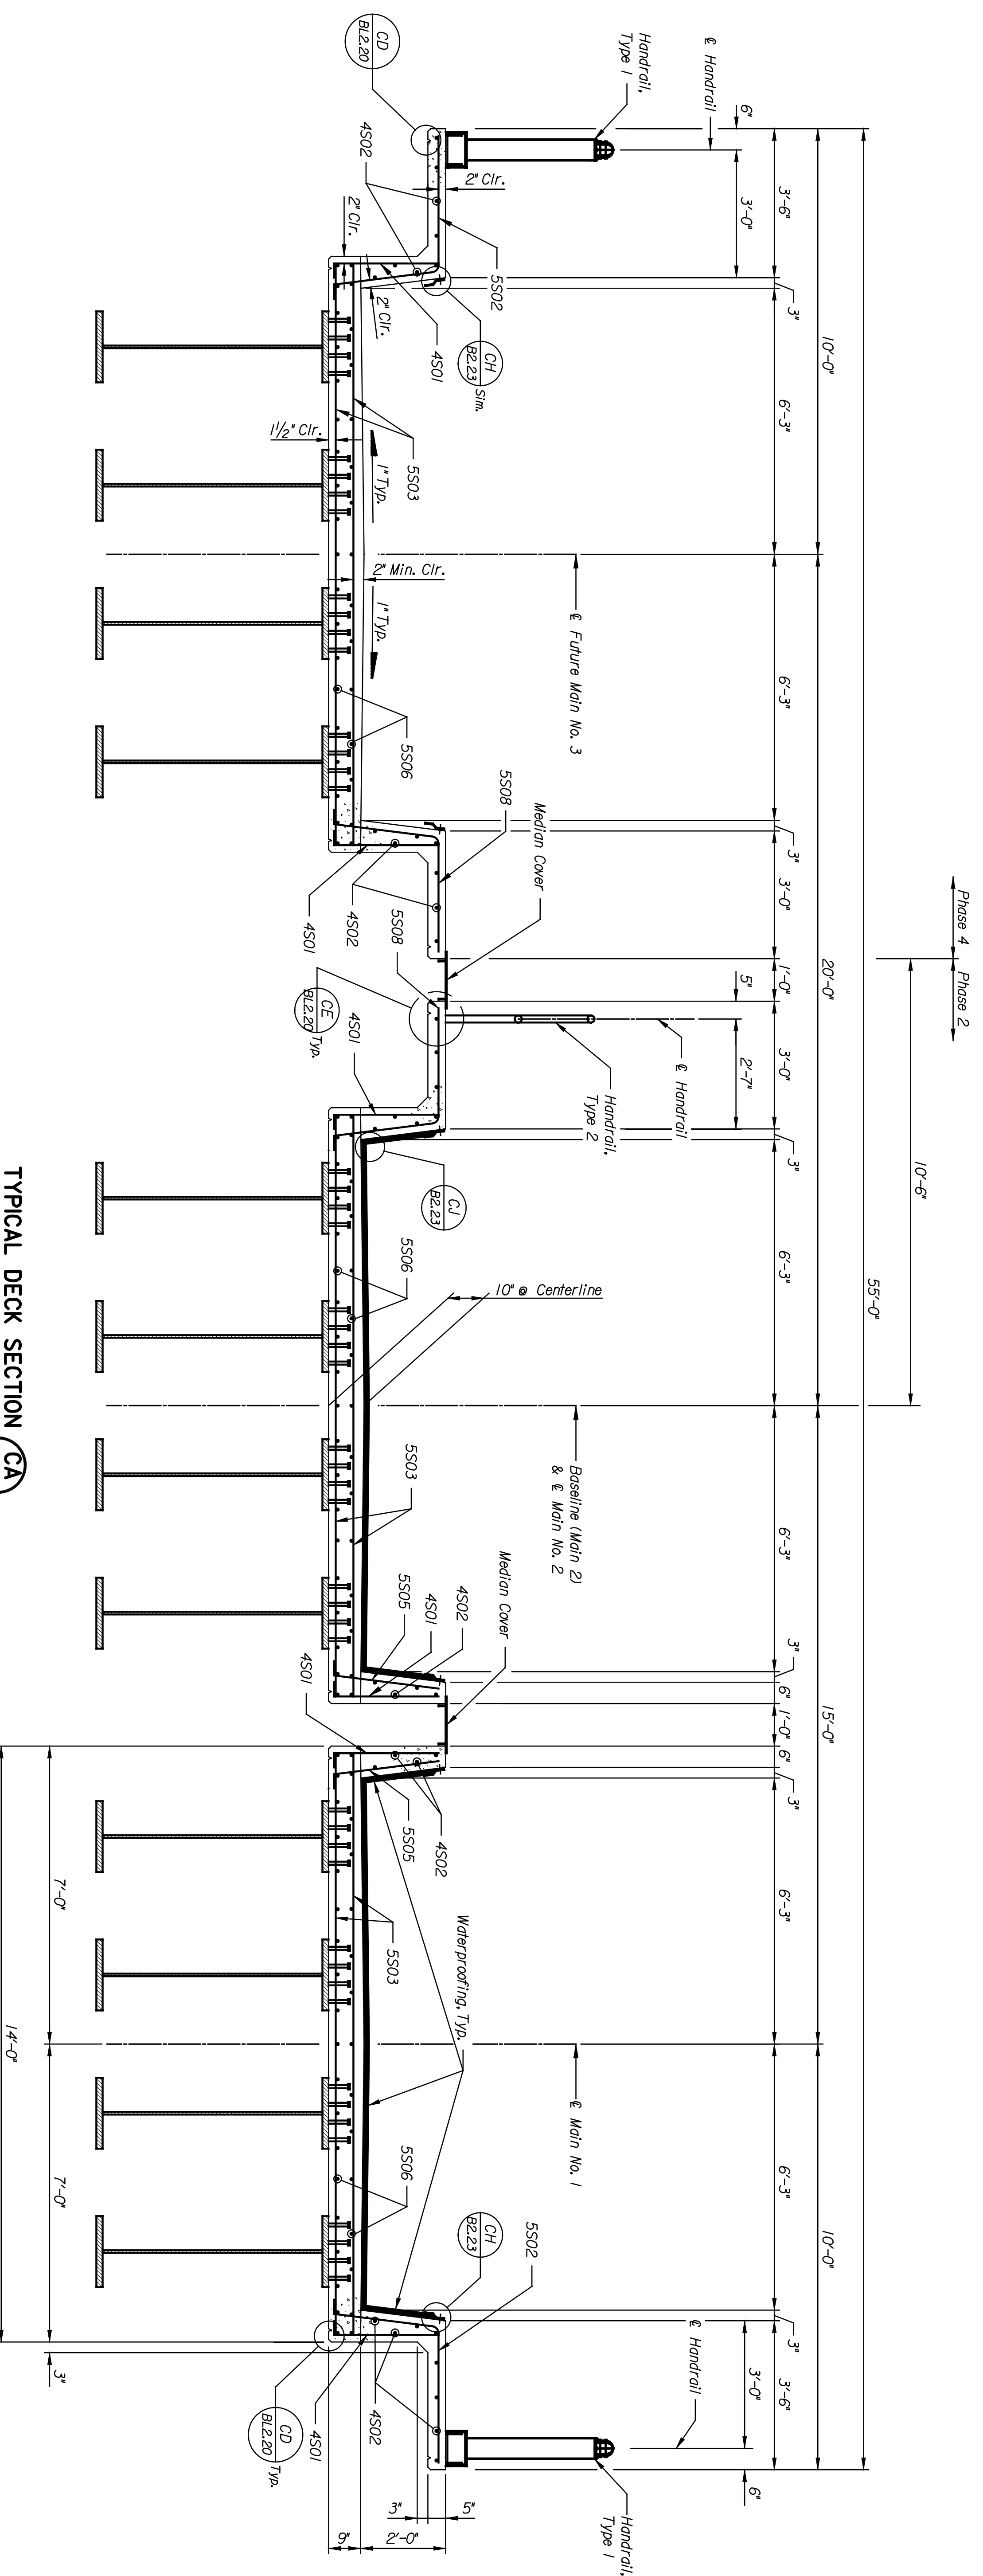 Phase 4
Phase 2
10'-6"
55'-0"
10'-0"
20'-0"
15'-0"
10'-0"
3'-6"
3"
6'-3"
6'-3"
3"
3'-0"
1'-0"
3'-0"
3"
6'-3"
6'-3"
3"
6"
1'-0"
6"
3"
6'-3"
6'-3"
3"
3'-6"
6"
3'-0"
5"
2'-7"
3'-0"
6"
℄ Handrail
℄ Handrail
℄ Handrail
Handrail,
Type 1
Handrail,
Type 2
Handrail,
Type 1
℄ Future Main No. 3
Baseline (Main 2)
& ℄ Main No. 2
℄ Main No. 1
Median Cover
Median Cover
CD
BL2.20
4S02
2" Clr.
5S02
CH
B2.23
Sim.
5S08
5S08
CJ
B2.23
10" @ Centerline
4S02
4S01
5S05
4S02
5S05
Waterproofing, Typ.
CH
B2.23
5S02
2" Clr.
2" Clr.
4S01
5S03
1" Typ.
2" Min. Clr.
1" Typ.
5S06
4S02
4S01
CE
BL2.20
Typ.
4S01
5S06
5S03
4S01
5S03
5S06
4S02
4S01
CD
BL2.20
Typ.
1½" Clr.
3"
5"
9"
2'-0"
7'-0"
7'-0"
3"
14'-0"
TYPICAL DECK SECTION
CA